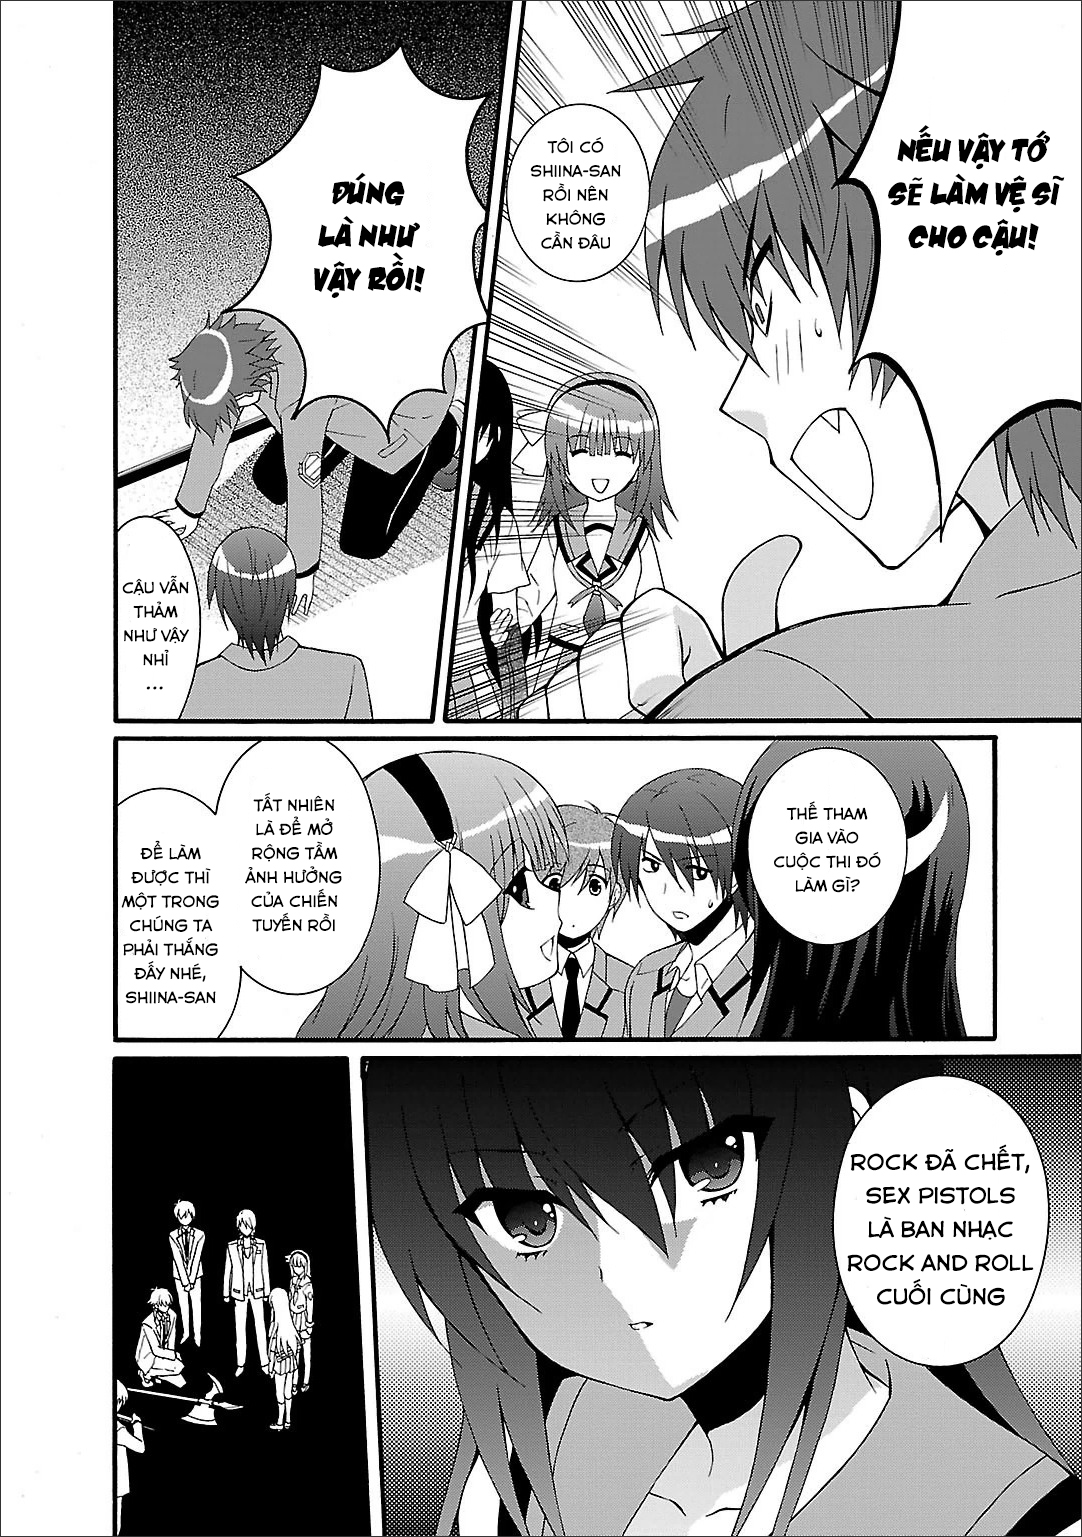 NẾU VẬY TỚ
SẼ LÀM VỆ SĨ
CHO CẬU!
TÔI CÓ
SHIINA-SAN
RỒI NÊN
KHÔNG
CẦN ĐÂU
ĐÚNG
LÀ NHƯ
VẬY RỒI!
CẬU VẪN
THẢM
NHƯ VẬY
NHỈ
...
THẾ THAM
GIA VÀO
CUỘC THI ĐÓ
LÀM GÌ?
TẤT NHIÊN
LÀ ĐỂ MỞ
RỘNG TẦM
ẢNH HƯỞNG
CỦA CHIẾN
TUYẾN RỒI
ĐỂ LÀM
ĐƯỢC THÌ
MỘT TRONG
CHÚNG TA
PHẢI THẮNG
ĐẤY NHÉ,
SHIINA-SAN
ROCK ĐÃ CHẾT,
SEX PISTOLS
LÀ BAN NHẠC
ROCK AND ROLL
CUỐI CÙNG